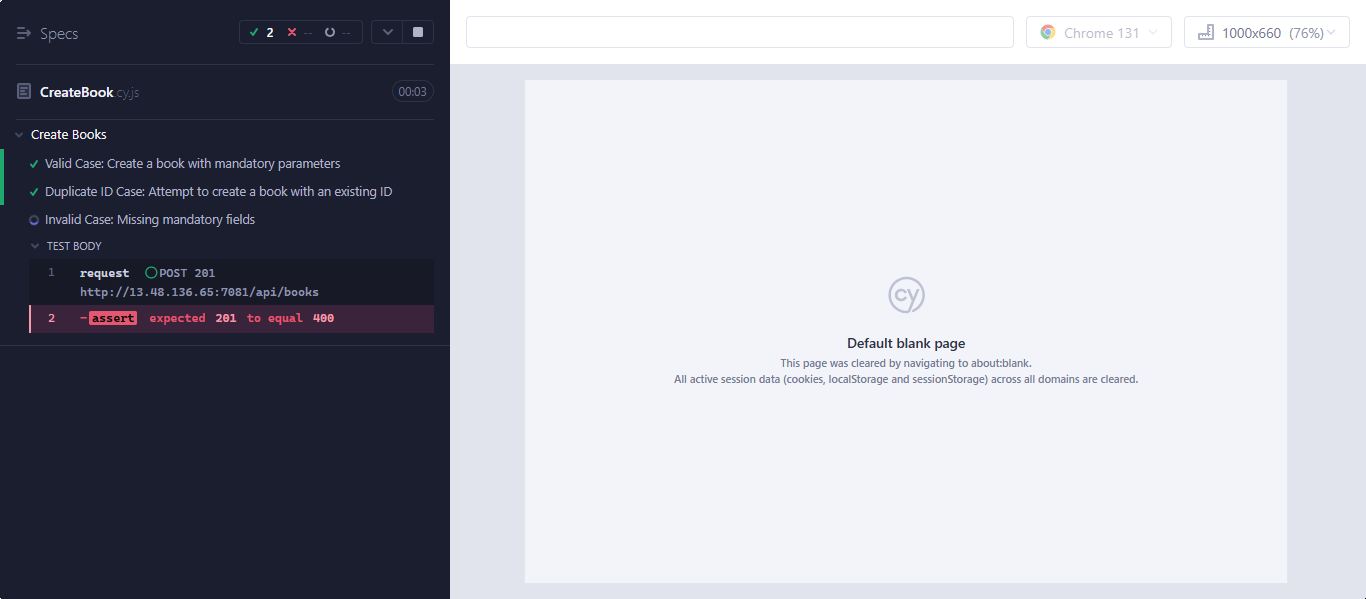 Specs
2 -- --
CreateBook.cy.js
00:03
Create Books
Valid Case: Create a book with mandatory parameters
Duplicate ID Case: Attempt to create a book with an existing ID
Invalid Case: Missing mandatory fields
TEST BODY
1 request POST 201
http://13.48.136.65:7081/api/books
2 -assert expected 201 to equal 400
Chrome 131
1000x660 (76%)
cy
Default blank page
This page was cleared by navigating to about:blank.
All active session data (cookies, localStorage and sessionStorage) across all domains are cleared.